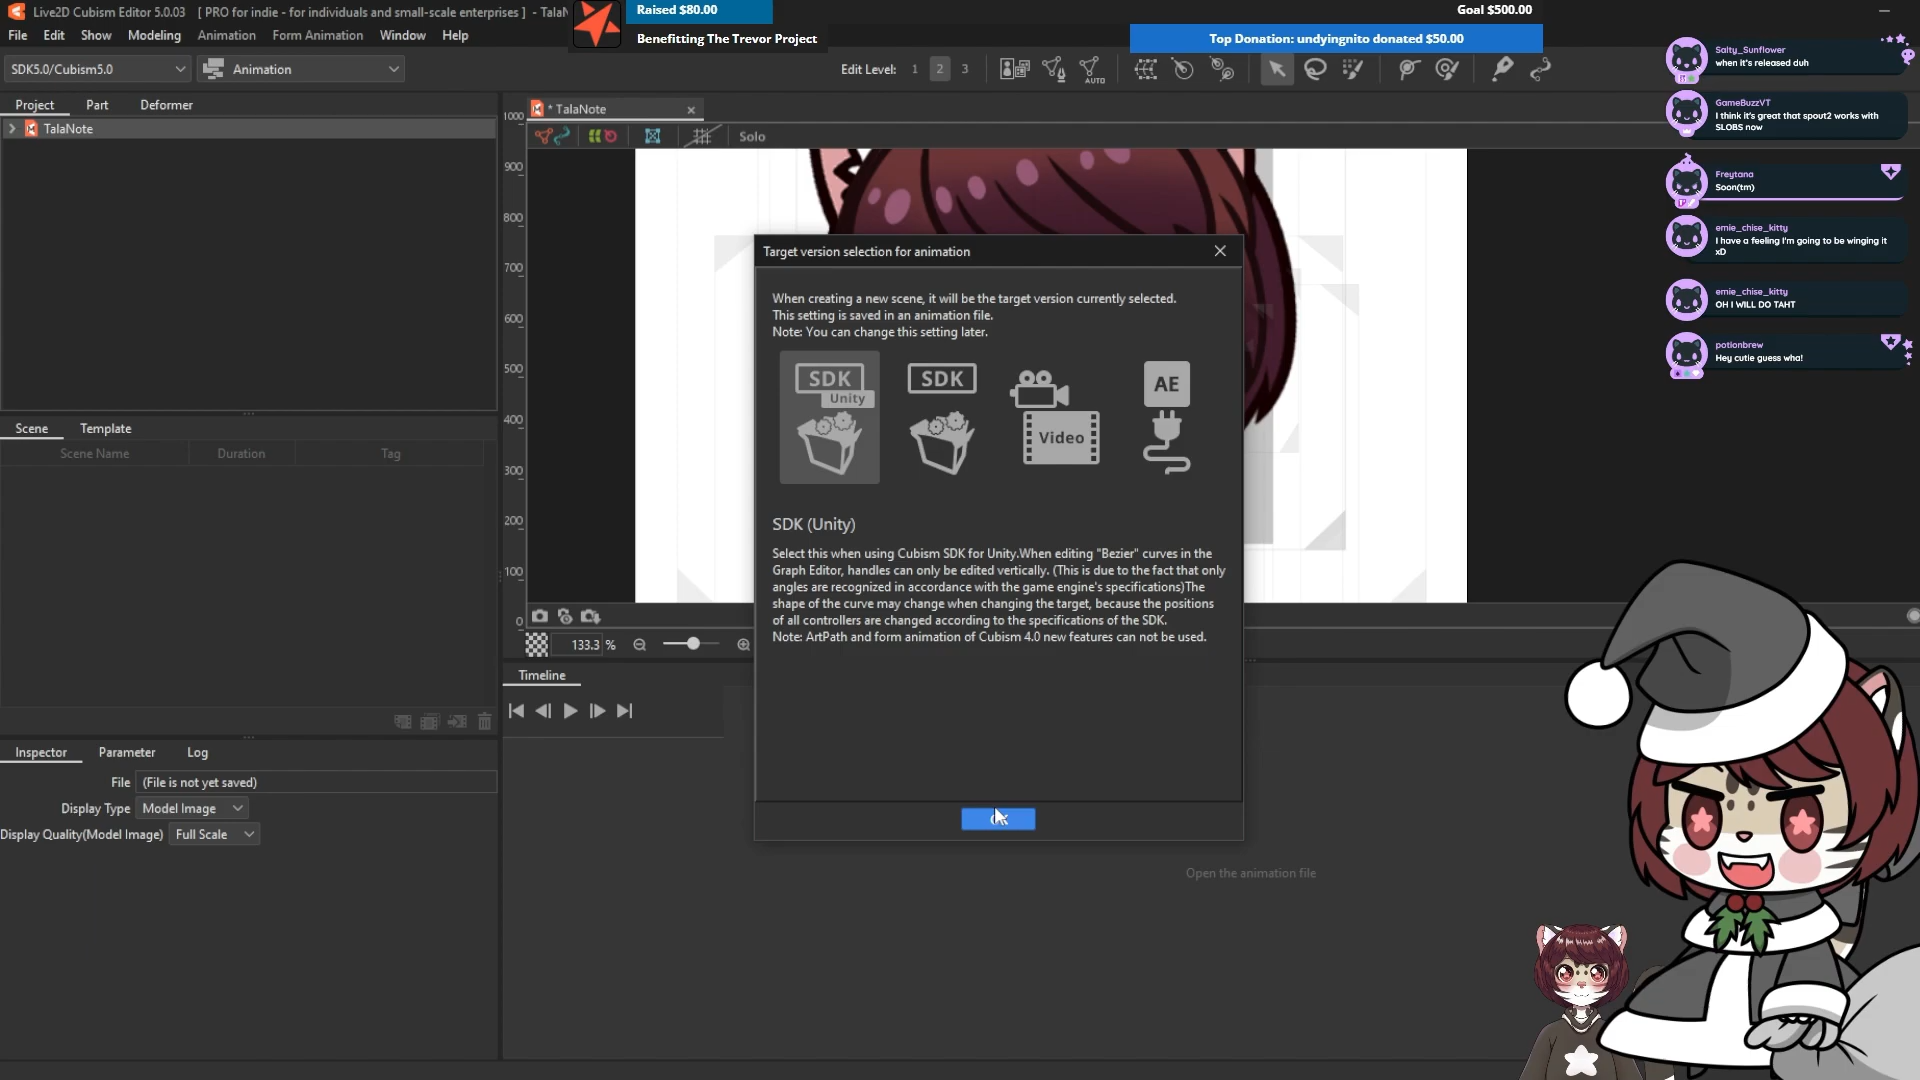 Live2D Cubism Editor 5.0.03 [ PRO for indie - for individuals and small-scale enterprises ] - TalaN
Raised $80.00
Goal $500.00
Benefitting The Trevor Project
Top Donation: undyingnito donated $50.00
File Edit Show Modeling Animation Form Animation Window Help
SDK5.0/Cubism5.0
Animation
Edit Level: 1 2 3
AUTO
Project Part Deformer
TalaNote
* TalaNote
Solo
1000
900
800
700
600
500
400
300
200
100
0
133.3 %
Scene Template
Scene Name Duration Tag
Inspector Parameter Log
File (File is not yet saved)
Display Type Model Image
Display Quality(Model Image) Full Scale
Timeline
Open the animation file
Target version selection for animation
When creating a new scene, it will be the target version currently selected.
This setting is saved in an animation file.
Note: You can change this setting later.
SDK
Unity
SDK
Video
AE
SDK (Unity)
Select this when using Cubism SDK for Unity.When editing "Bezier" curves in the
Graph Editor, handles can only be edited vertically. (This is due to the fact that only
angles are recognized in accordance with the game engine's specifications)The
shape of the curve may change when changing the target, because the positions
of all controllers are changed according to the specifications of the SDK.
Note: ArtPath and form animation of Cubism 4.0 new features can not be used.
Salty_Sunflower
when it's released duh
GameBuzzVT
I think it's great that spout2 works with
SLOBS now
Freytana
Soon(tm)
emie_chise_kitty
I have a feeling I'm going to be winging it
xD
emie_chise_kitty
OH I WILL DO TAHT
potionbrew
Hey cutie guess wha!